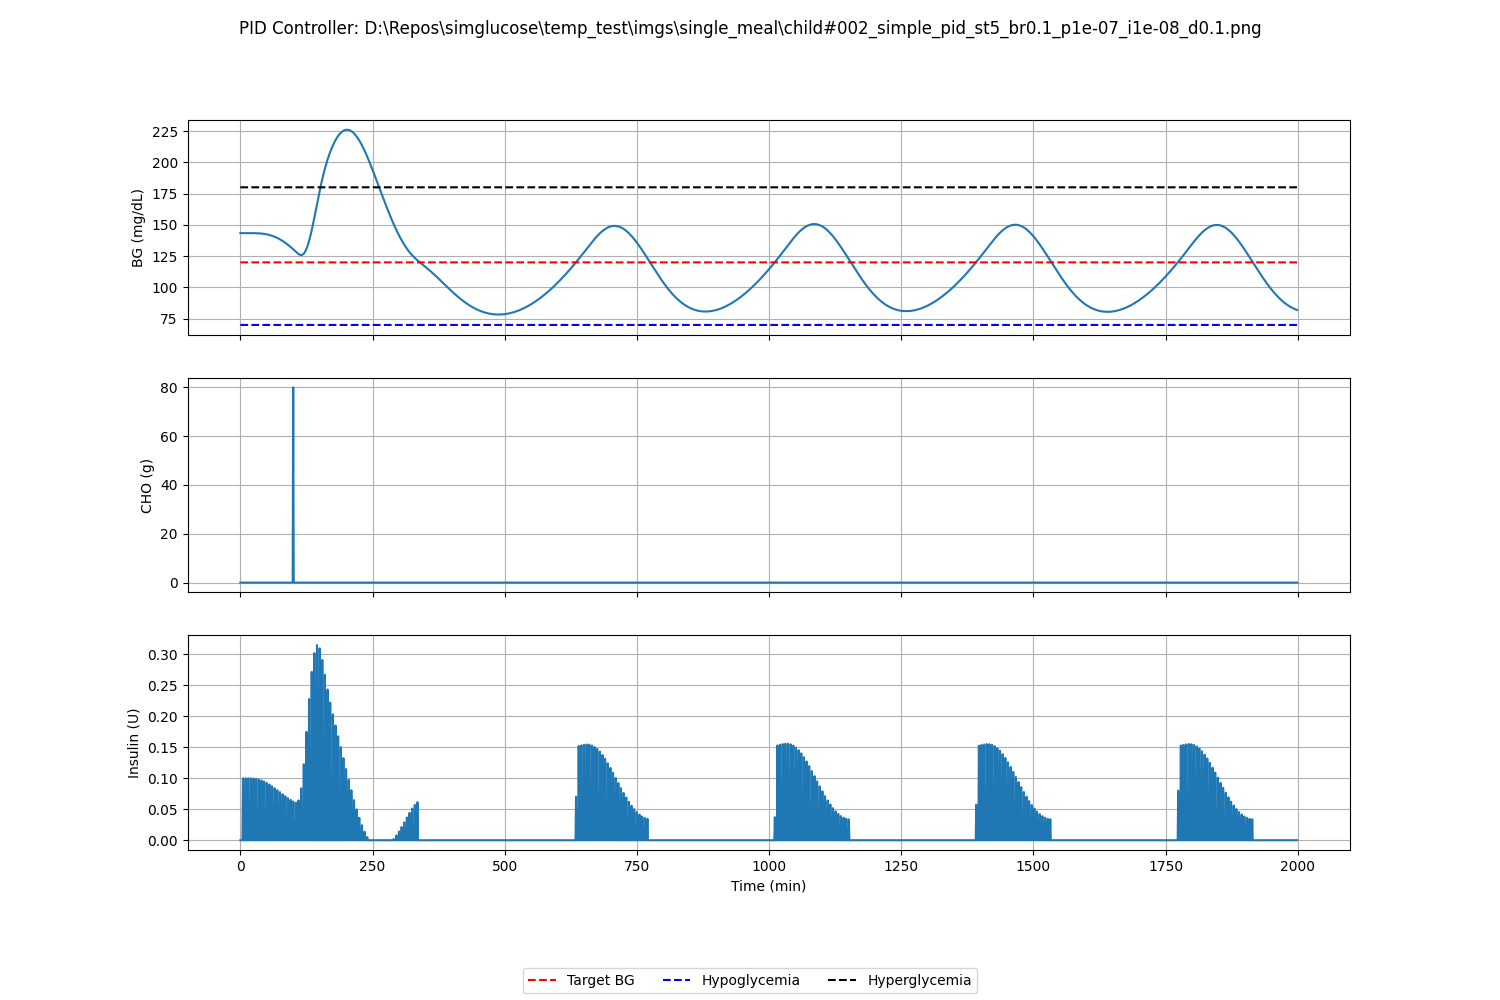 PID Controller: D:\Repos\simglucose\temp_test\imgs\single_meal\child#002_simple_pid_st5_br0.1_p1e-07_i1e-08_d0.1.png
BG (mg/dL)
225
200
175
150
125
100
75
CHO (g)
80
60
40
20
0
Insulin (U)
0.30
0.25
0.20
0.15
0.10
0.05
0.00
0 250 500 750 1000 1250 1500 1750 2000
Time (min)
Target BG Hypoglycemia Hyperglycemia